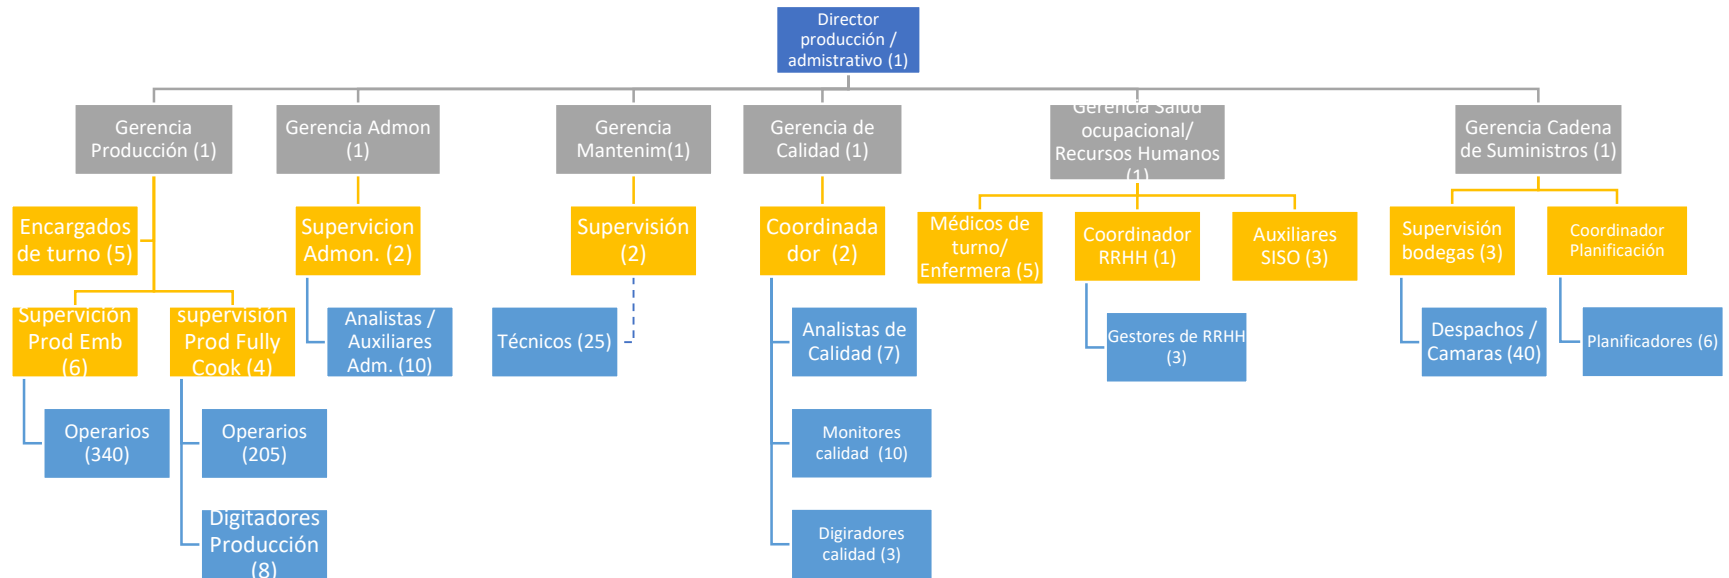 Director
producción /
admistrativo (1)
Gerencia
Producción (1)
Gerencia Admon
(1)
Gerencia
Mantenim(1)
Gerencia de
Calidad (1)
Gerencia Salud
ocupacional/
Recursos Humanos
(1)
Gerencia Cadena
de Suministros (1)
Encargados
de turno (5)
Supervicion
Admon. (2)
Supervisión
(2)
Coordinada
dor (2)
Médicos de
turno/
Enfermera (5)
Coordinador
RRHH (1)
Auxiliares
SISO (3)
Supervisión
bodegas (3)
Coordinador
Planificación
Supervición
Prod Emb
(6)
supervisión
Prod Fully
Cook (4)
Analistas /
Auxiliares
Adm. (10)
Técnicos (25)
Analistas de
Calidad (7)
Gestores de RRHH
(3)
Despachos /
Camaras (40)
Planificadores (6)
Operarios
(340)
Operarios
(205)
Monitores
calidad (10)
Digitadores
Producción
(8)
Digiradores
calidad (3)